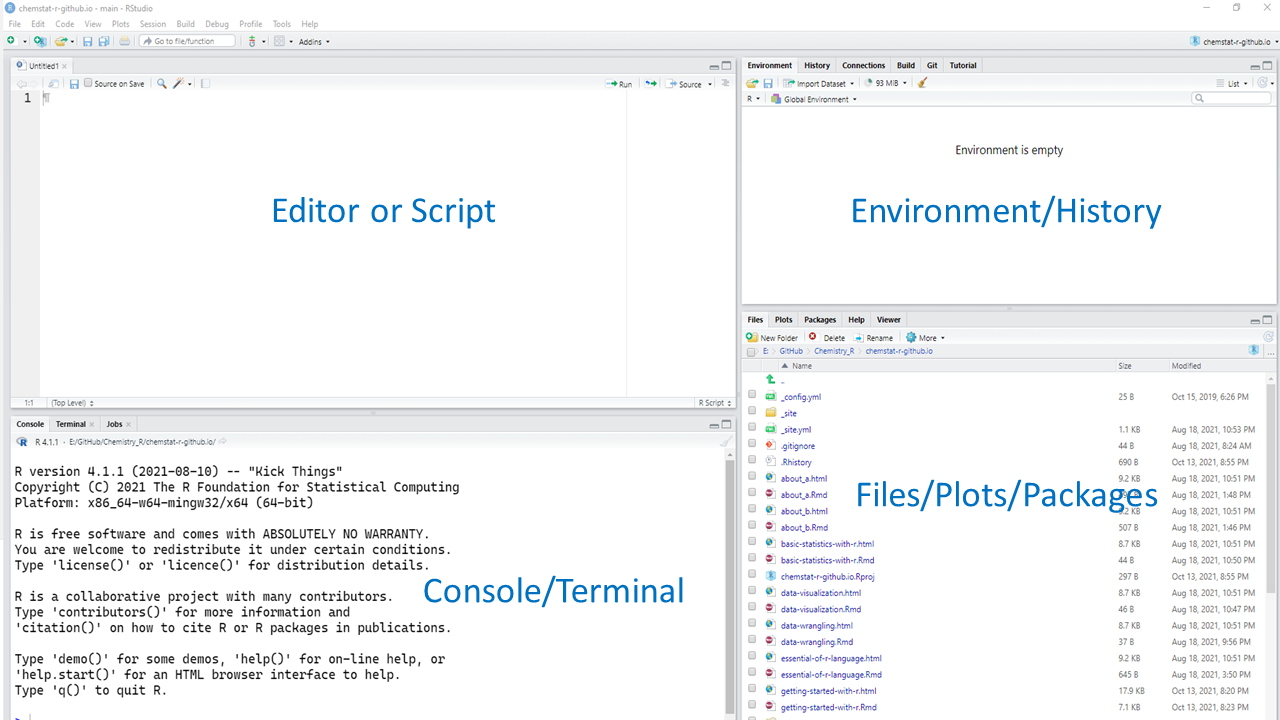 chemstat-r-github.io - main - RStudio
File Edit Code View Plots Session Build Debug Profile Tools Help
Go to file/function Addins chemstat-r-github.io
Untitled1
Source on Save Run Source
1
Editor or Script
1:1 (Top Level) R Script
Console Terminal Jobs
R 4.1.1 · E:/GitHub/Chemistry_R/chemstat-r-github.io/
R version 4.1.1 (2021-08-10) -- "Kick Things"
Copyright (C) 2021 The R Foundation for Statistical Computing
Platform: x86_64-w64-mingw32/x64 (64-bit)
R is free software and comes with ABSOLUTELY NO WARRANTY.
You are welcome to redistribute it under certain conditions.
Type 'license()' or 'licence()' for distribution details.
R is a collaborative project with many contributors.
Type 'contributors()' for more information and
'citation()' on how to cite R or R packages in publications.
Type 'demo()' for some demos, 'help()' for on-line help, or
'help.start()' for an HTML browser interface to help.
Type 'q()' to quit R.
>
Console/Terminal
Environment History Connections Build Git Tutorial
Import Dataset 93 MiB List
R Global Environment
Environment is empty
Environment/History
Files Plots Packages Help Viewer
New Folder Delete Rename More
E: GitHub Chemistry_R chemstat-r-github.io ...
Name Size Modified
..
_config.yml 25 B Oct 15, 2019, 6:26 PM
_site
_site.yml 1.1 KB Aug 18, 2021, 10:53 PM
.gitignore 44 B Aug 18, 2021, 8:24 AM
.Rhistory 690 B Oct 13, 2021, 8:55 PM
about_a.html 9.2 KB Aug 18, 2021, 10:51 PM
about_a.Rmd Aug 18, 2021, 1:48 PM
Files/Plots/Packages
about_b.html KB Aug 18, 2021, 10:51 PM
about_b.Rmd 507 B Aug 18, 2021, 1:46 PM
basic-statistics-with-r.html 8.7 KB Aug 18, 2021, 10:51 PM
basic-statistics-with-r.Rmd 44 B Aug 18, 2021, 10:50 PM
chemstat-r-github.io.Rproj 297 B Oct 13, 2021, 8:55 PM
data-visualization.html 8.7 KB Aug 18, 2021, 10:51 PM
data-visualization.Rmd 46 B Aug 18, 2021, 10:47 PM
data-wrangling.html 8.7 KB Aug 18, 2021, 10:51 PM
data-wrangling.Rmd 37 B Aug 18, 2021, 9:56 PM
essential-of-r-language.html 9.2 KB Aug 18, 2021, 10:51 PM
essential-of-r-language.Rmd 645 B Aug 18, 2021, 3:50 PM
getting-started-with-r.html 17.9 KB Oct 13, 2021, 8:20 PM
getting-started-with-r.Rmd 7.1 KB Oct 13, 2021, 8:23 PM